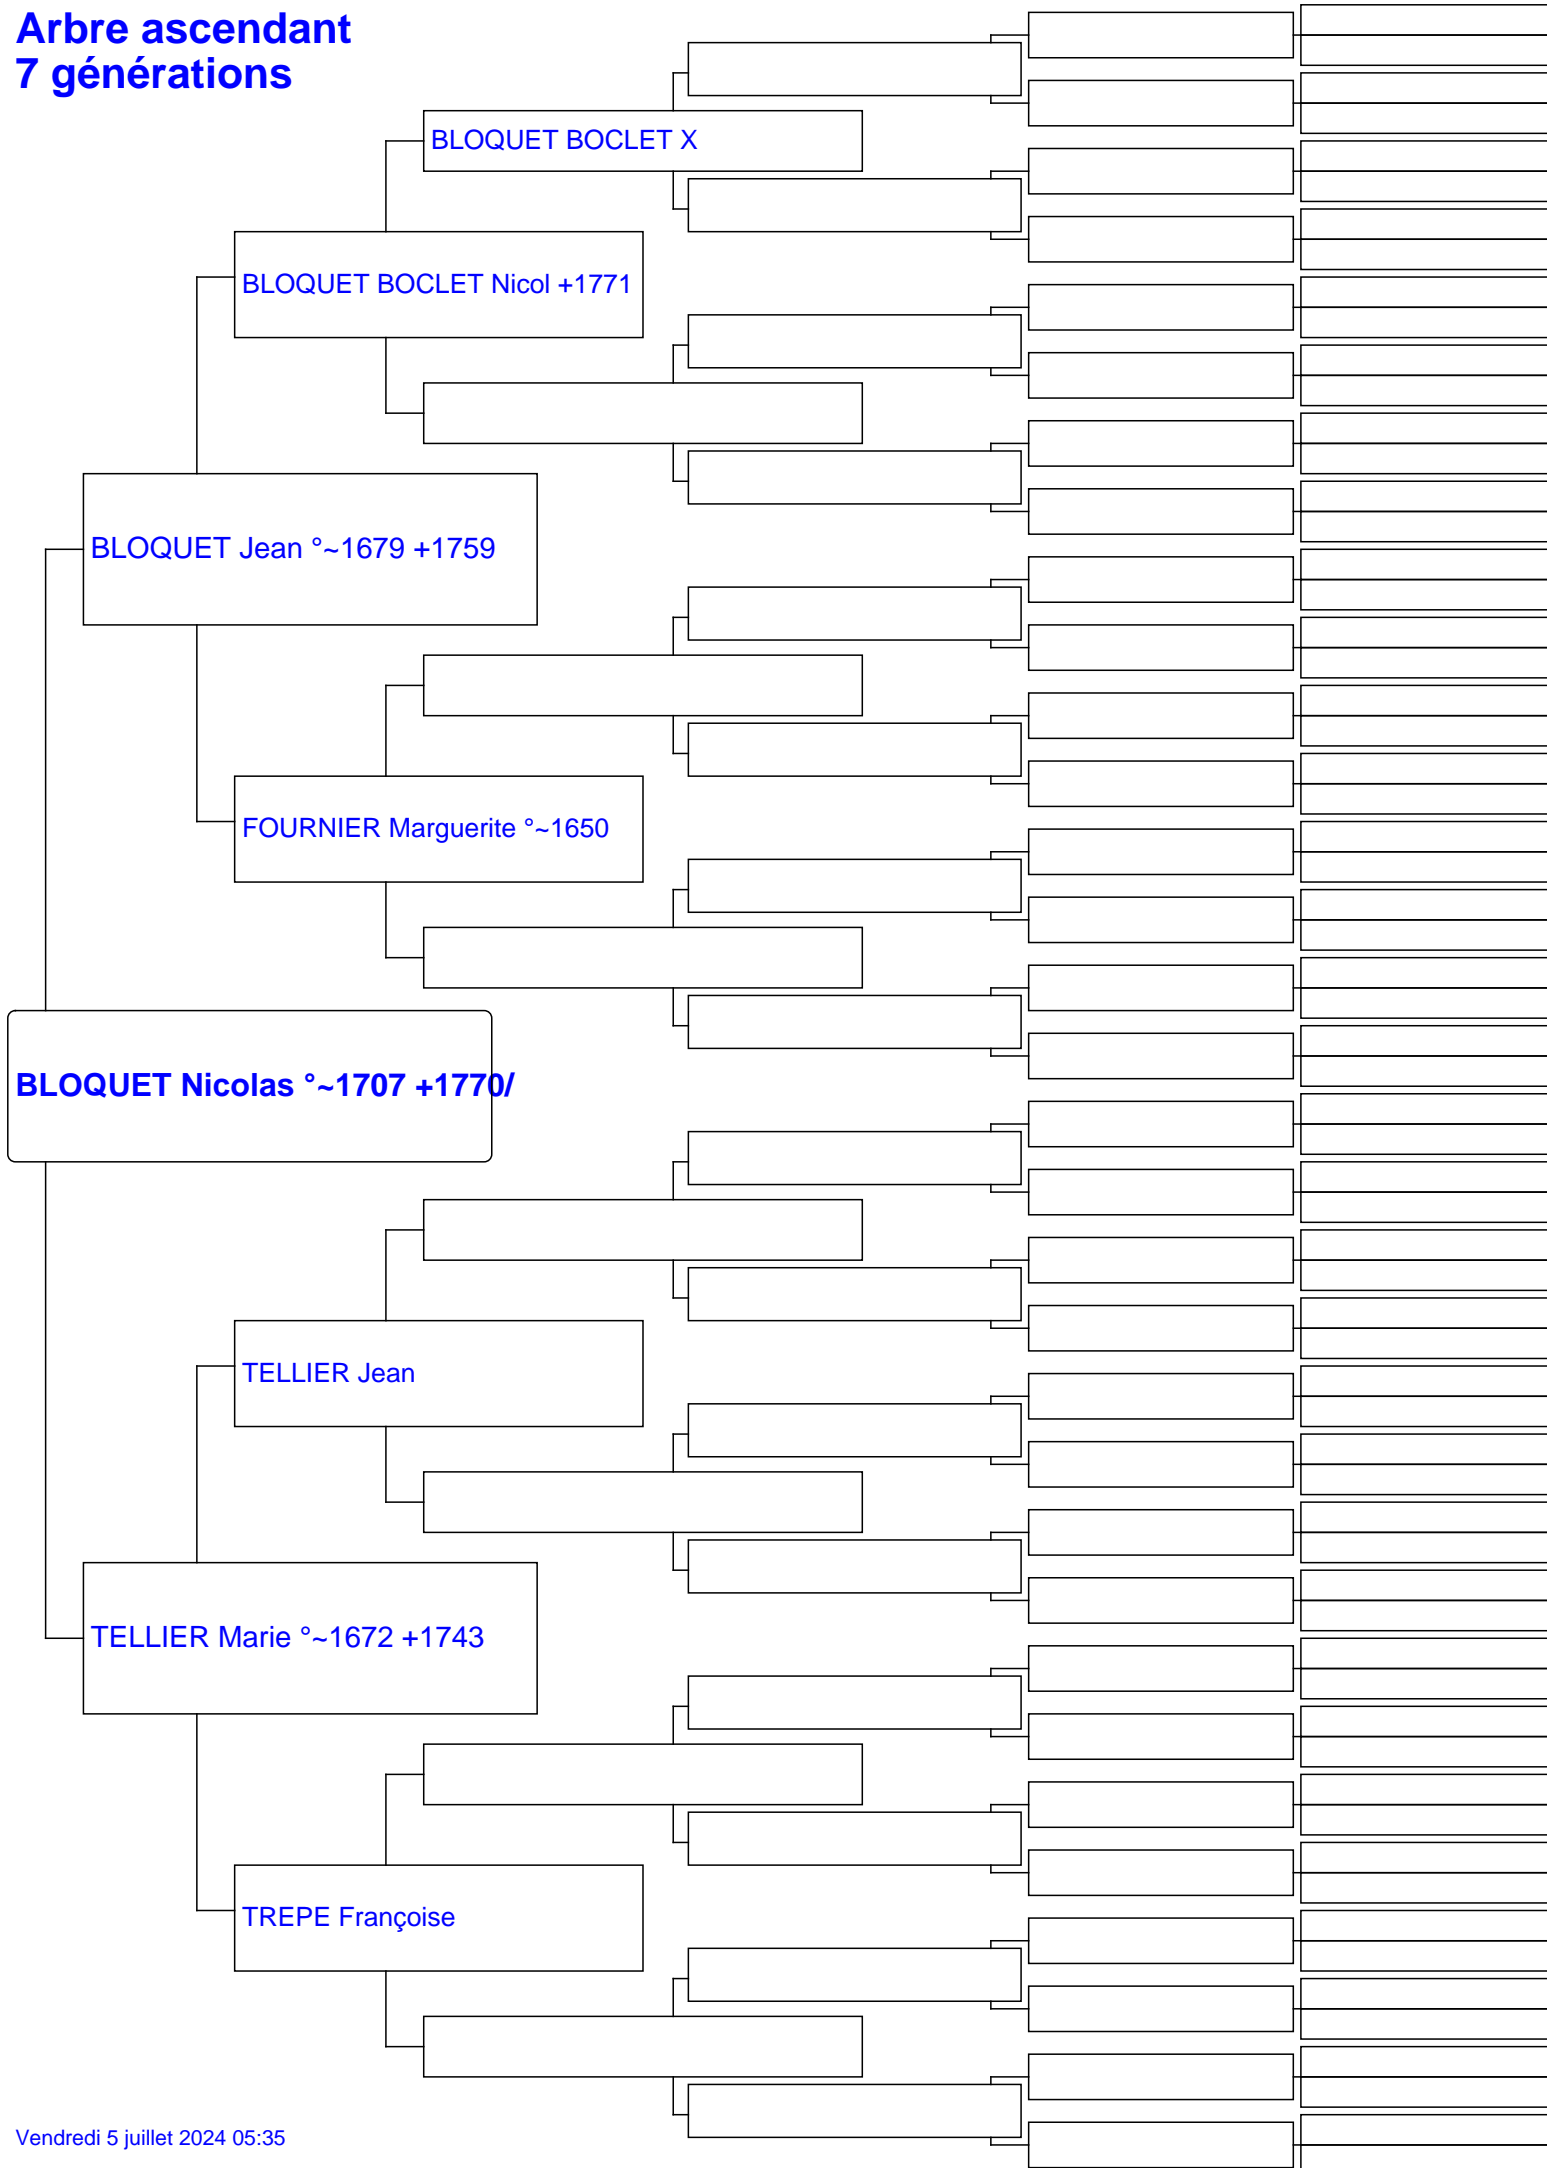 Arbre ascendant
7 générations
BLOQUET BOCLET X
BLOQUET BOCLET Nicol +1771
BLOQUET Jean °~1679 +1759
FOURNIER Marguerite °~1650
BLOQUET Nicolas °~1707 +1770/
TELLIER Jean
TELLIER Marie °~1672 +1743
TREPE Françoise
Vendredi 5 juillet 2024 05:35